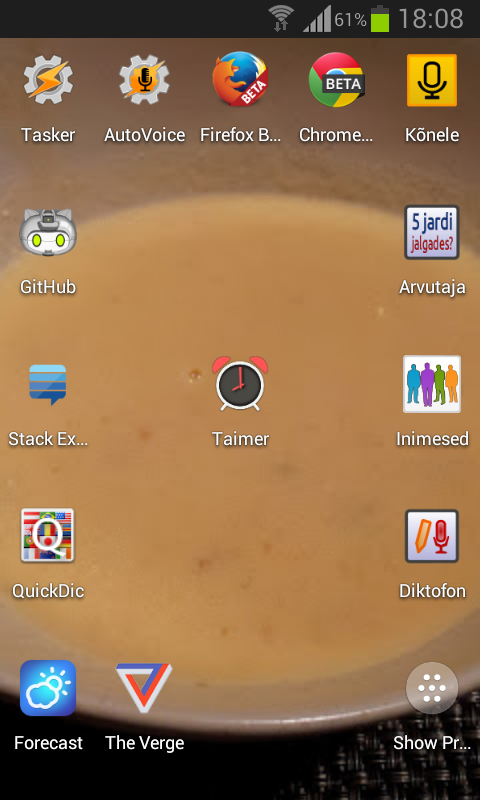 61% 18:08
BETA BETA
Tasker AutoVoice Firefox B... Chrome... Kõnele
5 jardi
jalgades?
GitHub Arvutaja
Stack Ex... Taimer Inimesed
Q
QuickDic Diktofon
Forecast The Verge Show Pr...